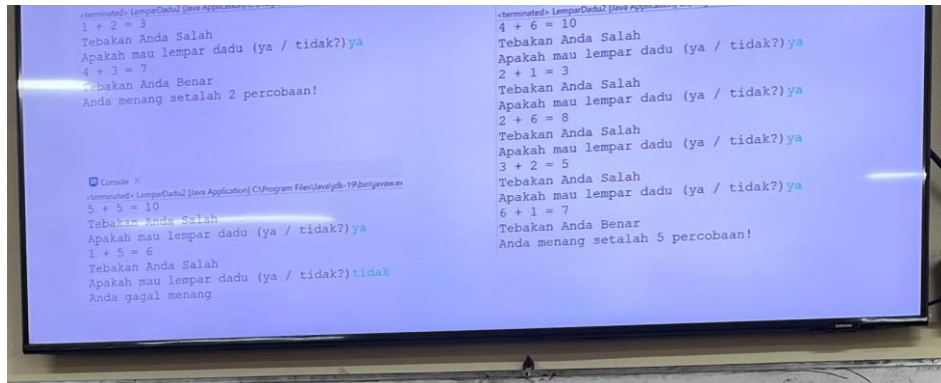 <terminated> LemparDadu2 [Java Application]
1 + 2 = 3
Tebakan Anda Salah
Apakah mau lempar dadu (ya / tidak?)ya
4 + 3 = 7
Tebakan Anda Benar
Anda menang setalah 2 percobaan!
Console ×
<terminated> LemparDadu2 [Java Application] C:\Program Files\Java\jdk-19\bin\javaw.ex
5 + 5 = 10
Tebakan Anda Salah
Apakah mau lempar dadu (ya / tidak?)ya
1 + 5 = 6
Tebakan Anda Salah
Apakah mau lempar dadu (ya / tidak?)tidak
Anda gagal menang
<terminated> LemparDadu2 [Java Application]
4 + 6 = 10
Tebakan Anda Salah
Apakah mau lempar dadu (ya / tidak?)ya
2 + 1 = 3
Tebakan Anda Salah
Apakah mau lempar dadu (ya / tidak?)ya
2 + 6 = 8
Tebakan Anda Salah
Apakah mau lempar dadu (ya / tidak?)ya
3 + 2 = 5
Tebakan Anda Salah
Apakah mau lempar dadu (ya / tidak?)ya
6 + 1 = 7
Tebakan Anda Benar
Anda menang setalah 5 percobaan!
SAMSUNG